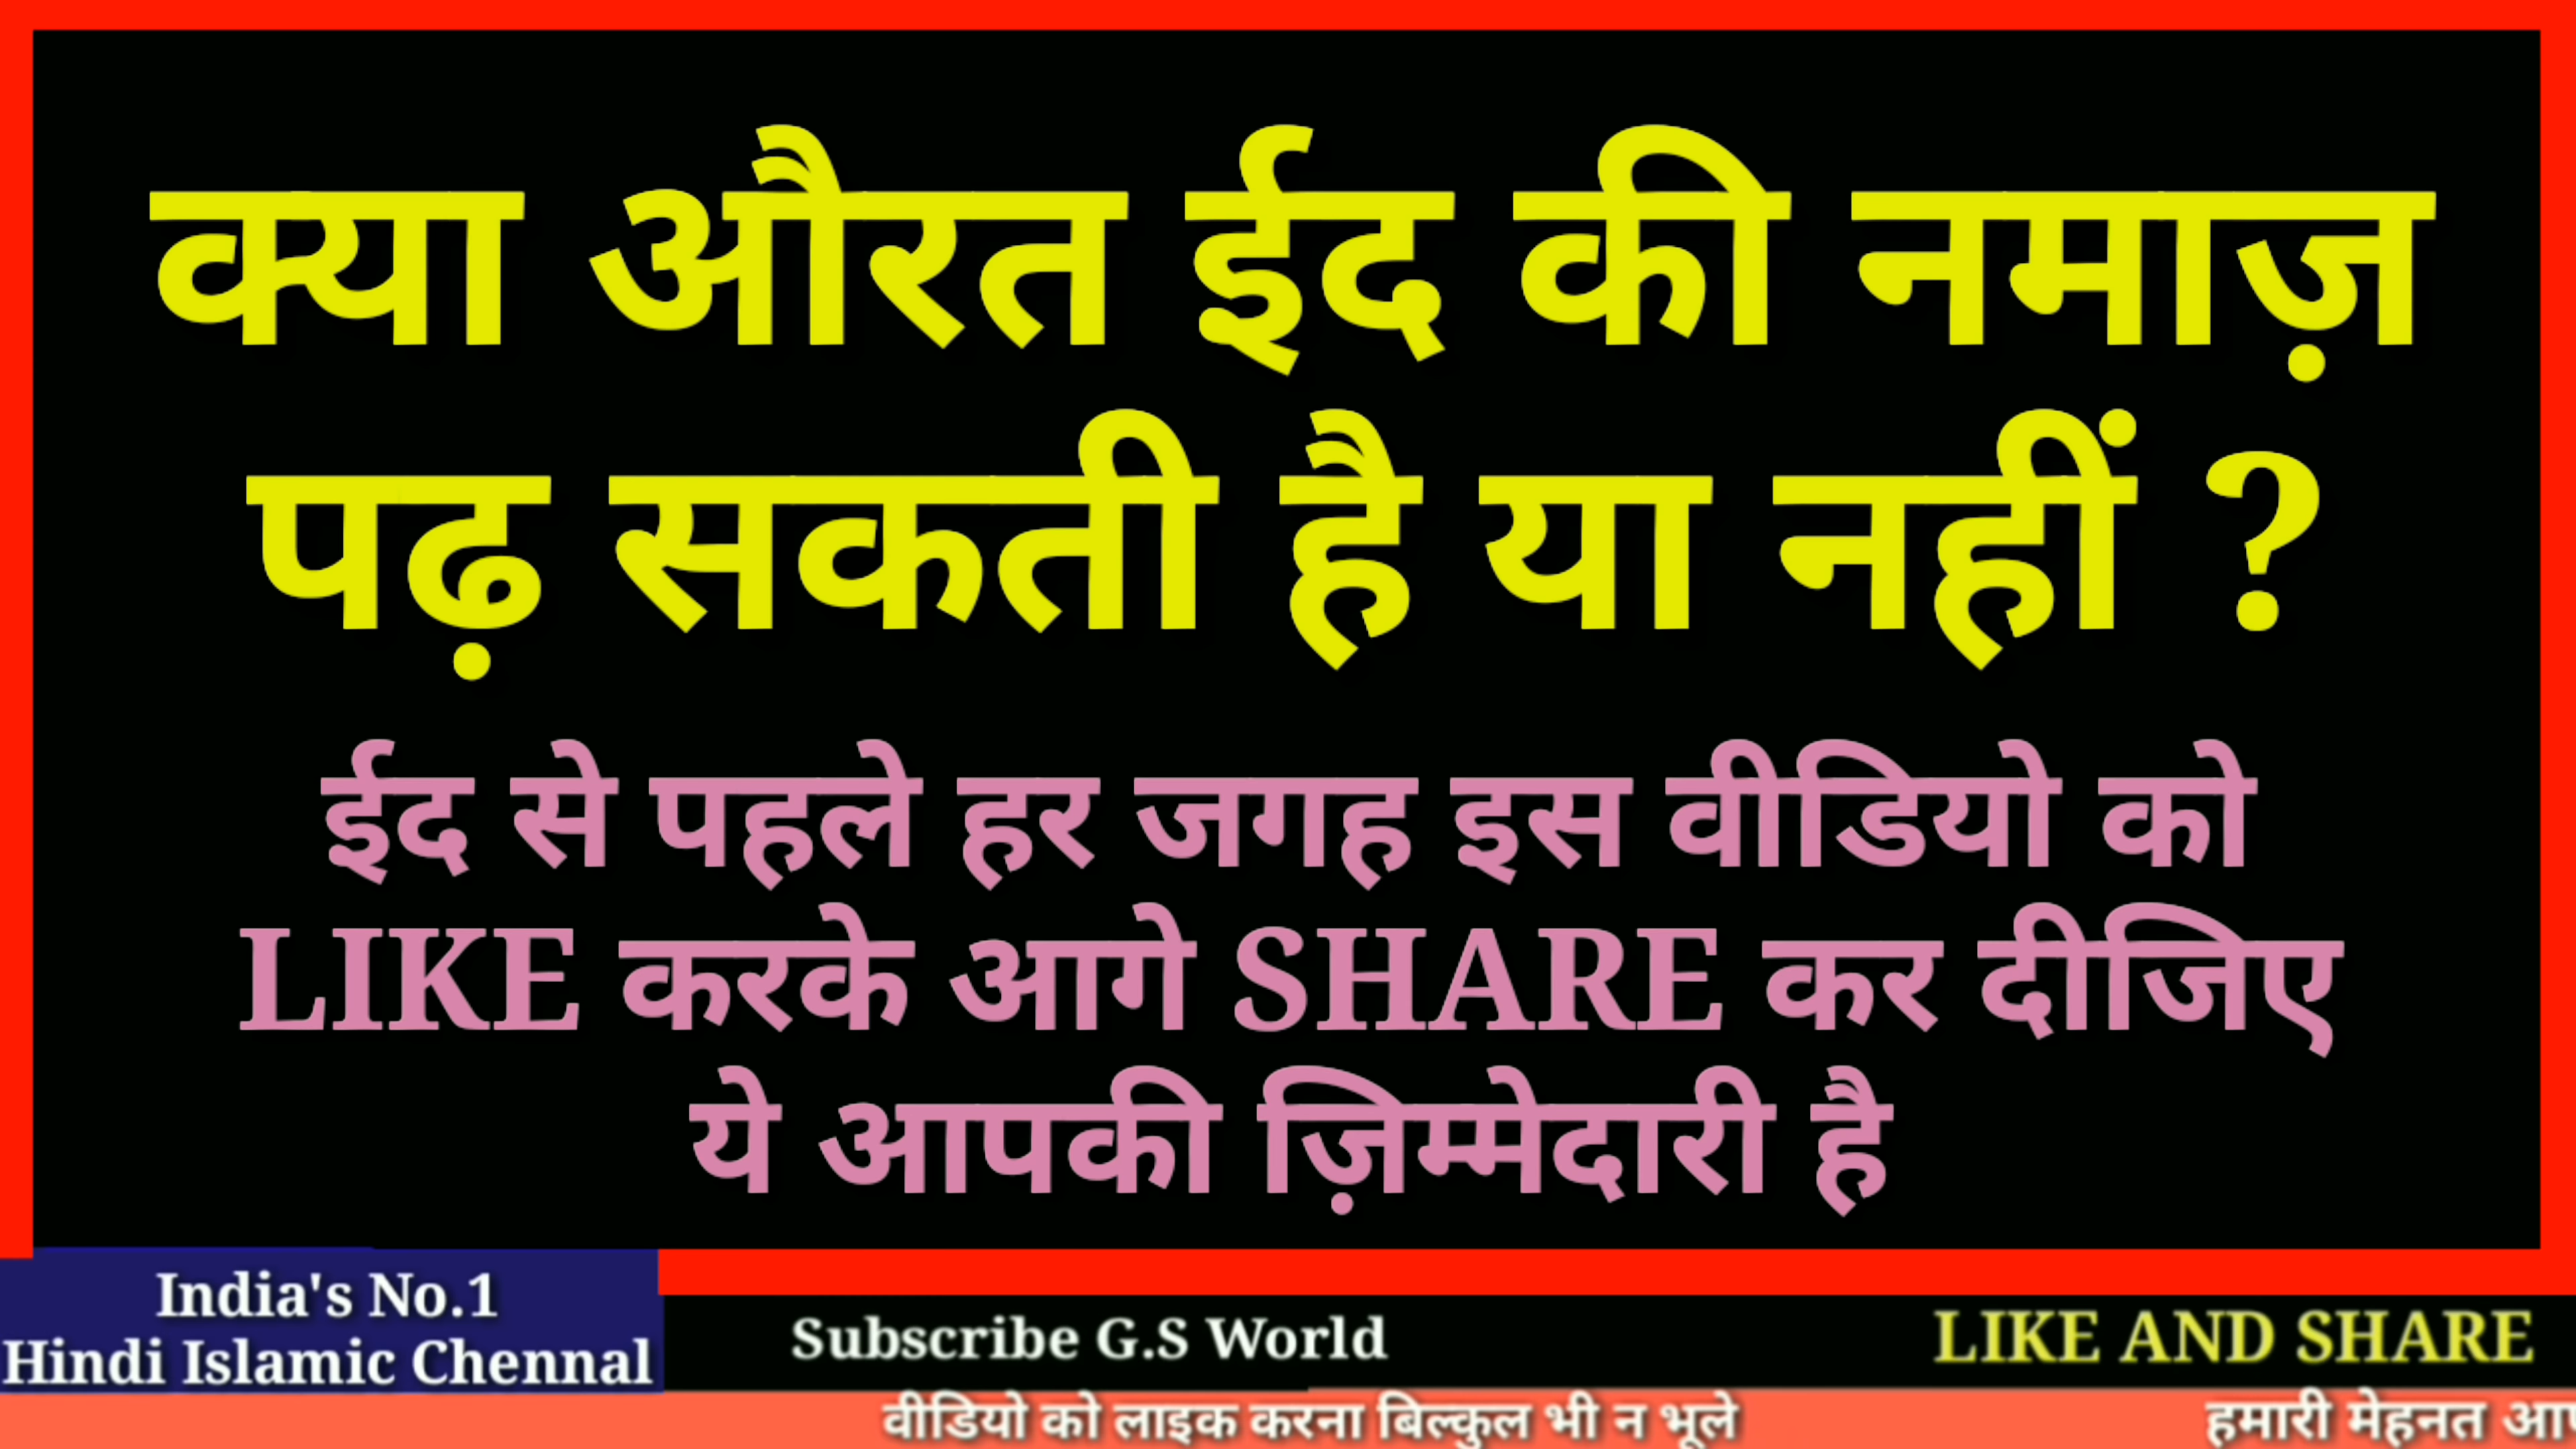 क्या औरत ईद की नमाज़
पढ़ सकती है या नहीं ?
ईद से पहले हर जगह इस वीडियो को
LIKE करके आगे SHARE कर दीजिए
ये आपकी ज़िम्मेदारी है
India's No.1
Hindi Islamic Chennal
Subscribe G.S World
LIKE AND SHARE
वीडियो को लाइक करना बिल्कुल भी न भूले
हमारी मेहनत